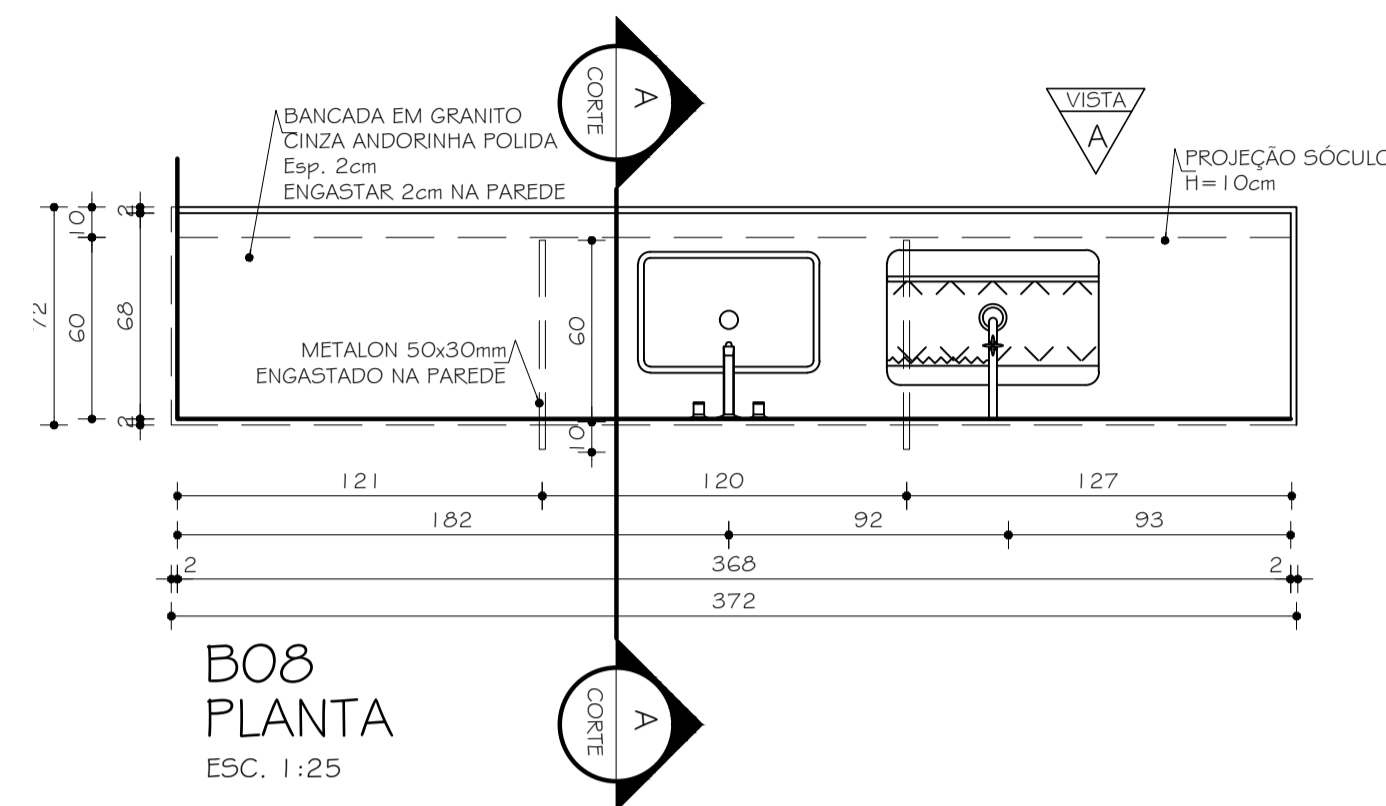 CORTE
A
VISTA
A
BANCADA EM GRANITO
CINZA ANDORINHA POLIDA
Esp. 2cm
ENGASTAR 2cm NA PAREDE
PROJEÇÃO SÓCULO
H=10cm
10
2
60
68
60
METALON 50x30mm
ENGASTADO NA PAREDE
2
10
121
120
127
182
92
93
2
368
2
372
B08
PLANTA
ESC. 1:25
CORTE
A